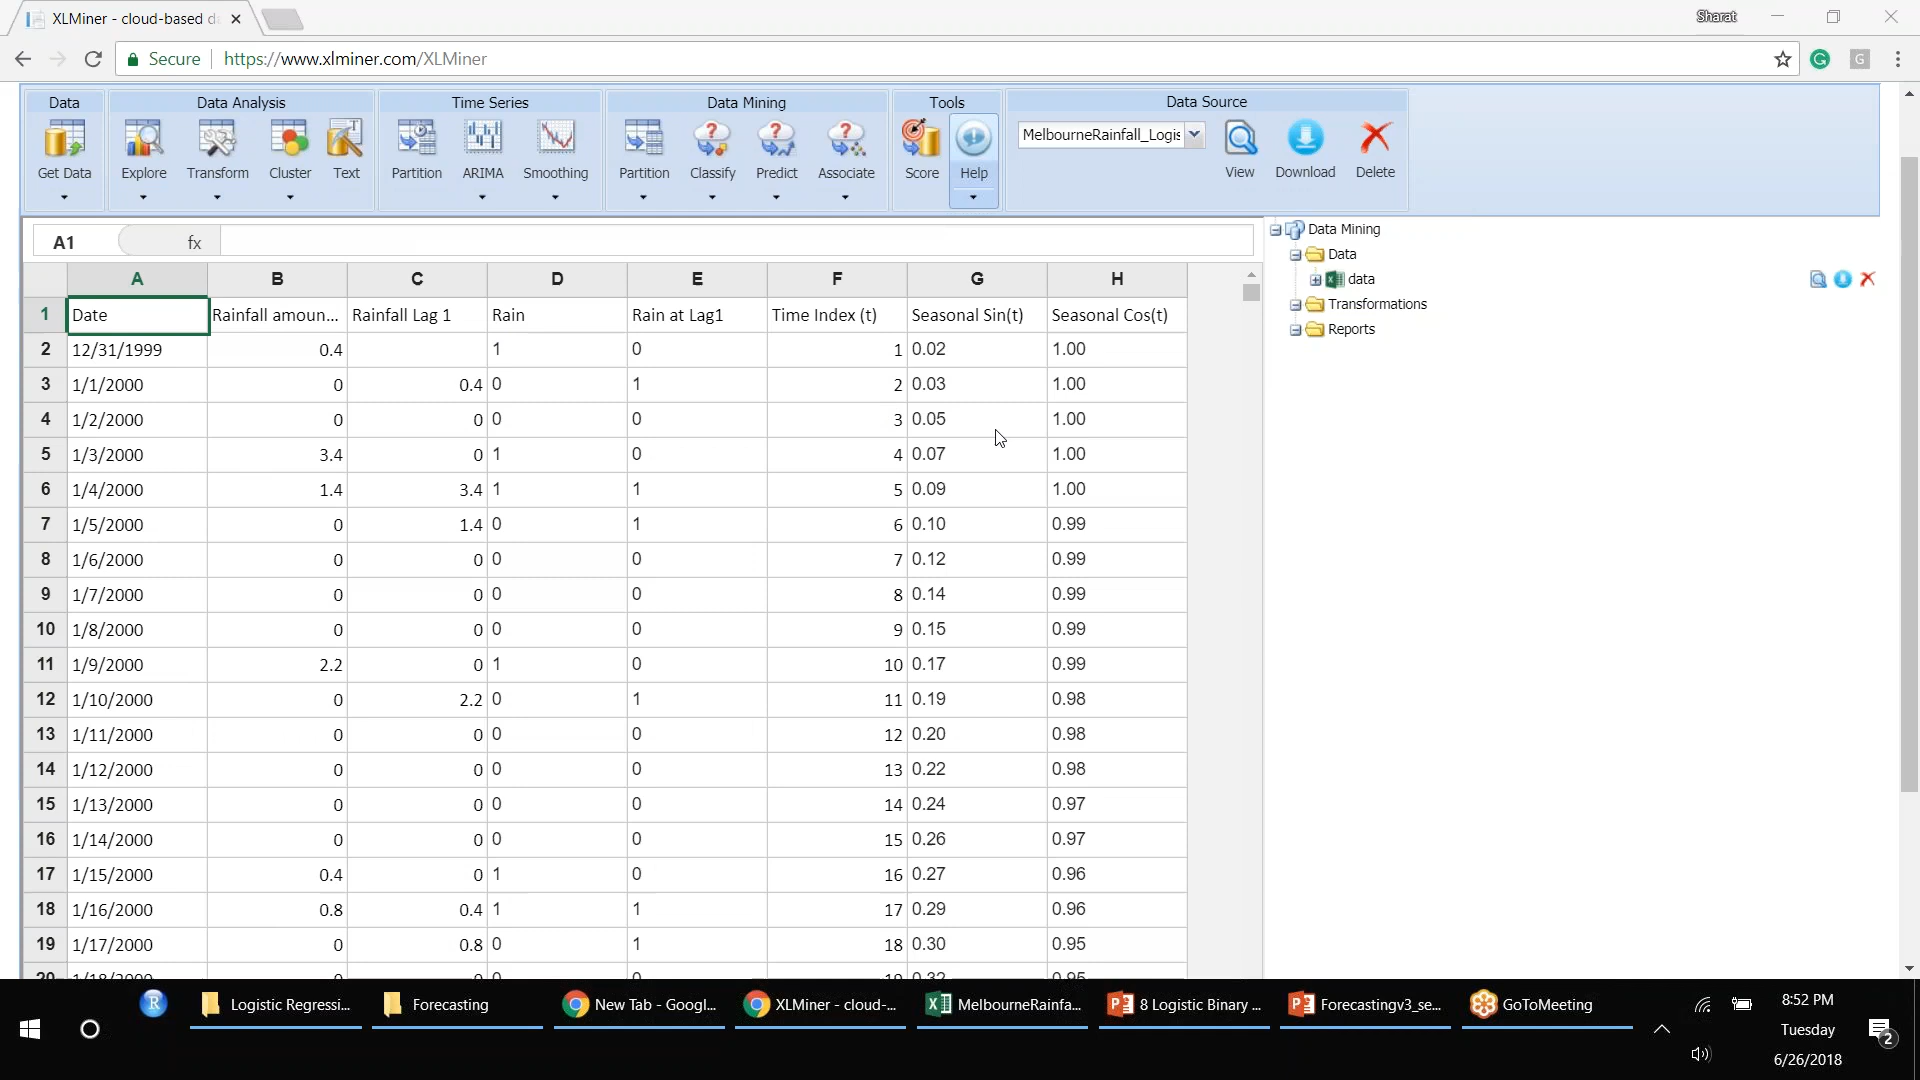 XLMiner - cloud-based d
Sharat
Secure https://www.xlminer.com/XLMiner
Data Data Analysis Time Series Data Mining Tools Data Source
MelbourneRainfall_Logis
Get Data Explore Transform Cluster Text Partition ARIMA Smoothing Partition Classify Predict Associate Score Help View Download Delete
A1 fx
Data Mining
Data
data
Transformations
Reports
A B C D E F G H
1 Date Rainfall amoun... Rainfall Lag 1 Rain Rain at Lag1 Time Index (t) Seasonal Sin(t) Seasonal Cos(t)
2 12/31/1999 0.4 1 0 1 0.02 1.00
3 1/1/2000 0 0.4 0 1 2 0.03 1.00
4 1/2/2000 0 0 0 0 3 0.05 1.00
5 1/3/2000 3.4 0 1 0 4 0.07 1.00
6 1/4/2000 1.4 3.4 1 1 5 0.09 1.00
7 1/5/2000 0 1.4 0 1 6 0.10 0.99
8 1/6/2000 0 0 0 0 7 0.12 0.99
9 1/7/2000 0 0 0 0 8 0.14 0.99
10 1/8/2000 0 0 0 0 9 0.15 0.99
11 1/9/2000 2.2 0 1 0 10 0.17 0.99
12 1/10/2000 0 2.2 0 1 11 0.19 0.98
13 1/11/2000 0 0 0 0 12 0.20 0.98
14 1/12/2000 0 0 0 0 13 0.22 0.98
15 1/13/2000 0 0 0 0 14 0.24 0.97
16 1/14/2000 0 0 0 0 15 0.26 0.97
17 1/15/2000 0.4 0 1 0 16 0.27 0.96
18 1/16/2000 0.8 0.4 1 1 17 0.29 0.96
19 1/17/2000 0 0.8 0 1 18 0.30 0.95
20 1/18/2000 0 0 0 0 19 0.32 0.95
Logistic Regressi... Forecasting New Tab - Googl... XLMiner - cloud-... MelbourneRainfa... 8 Logistic Binary ... Forecastingv3_se... GoToMeeting
8:52 PM
Tuesday
6/26/2018
2